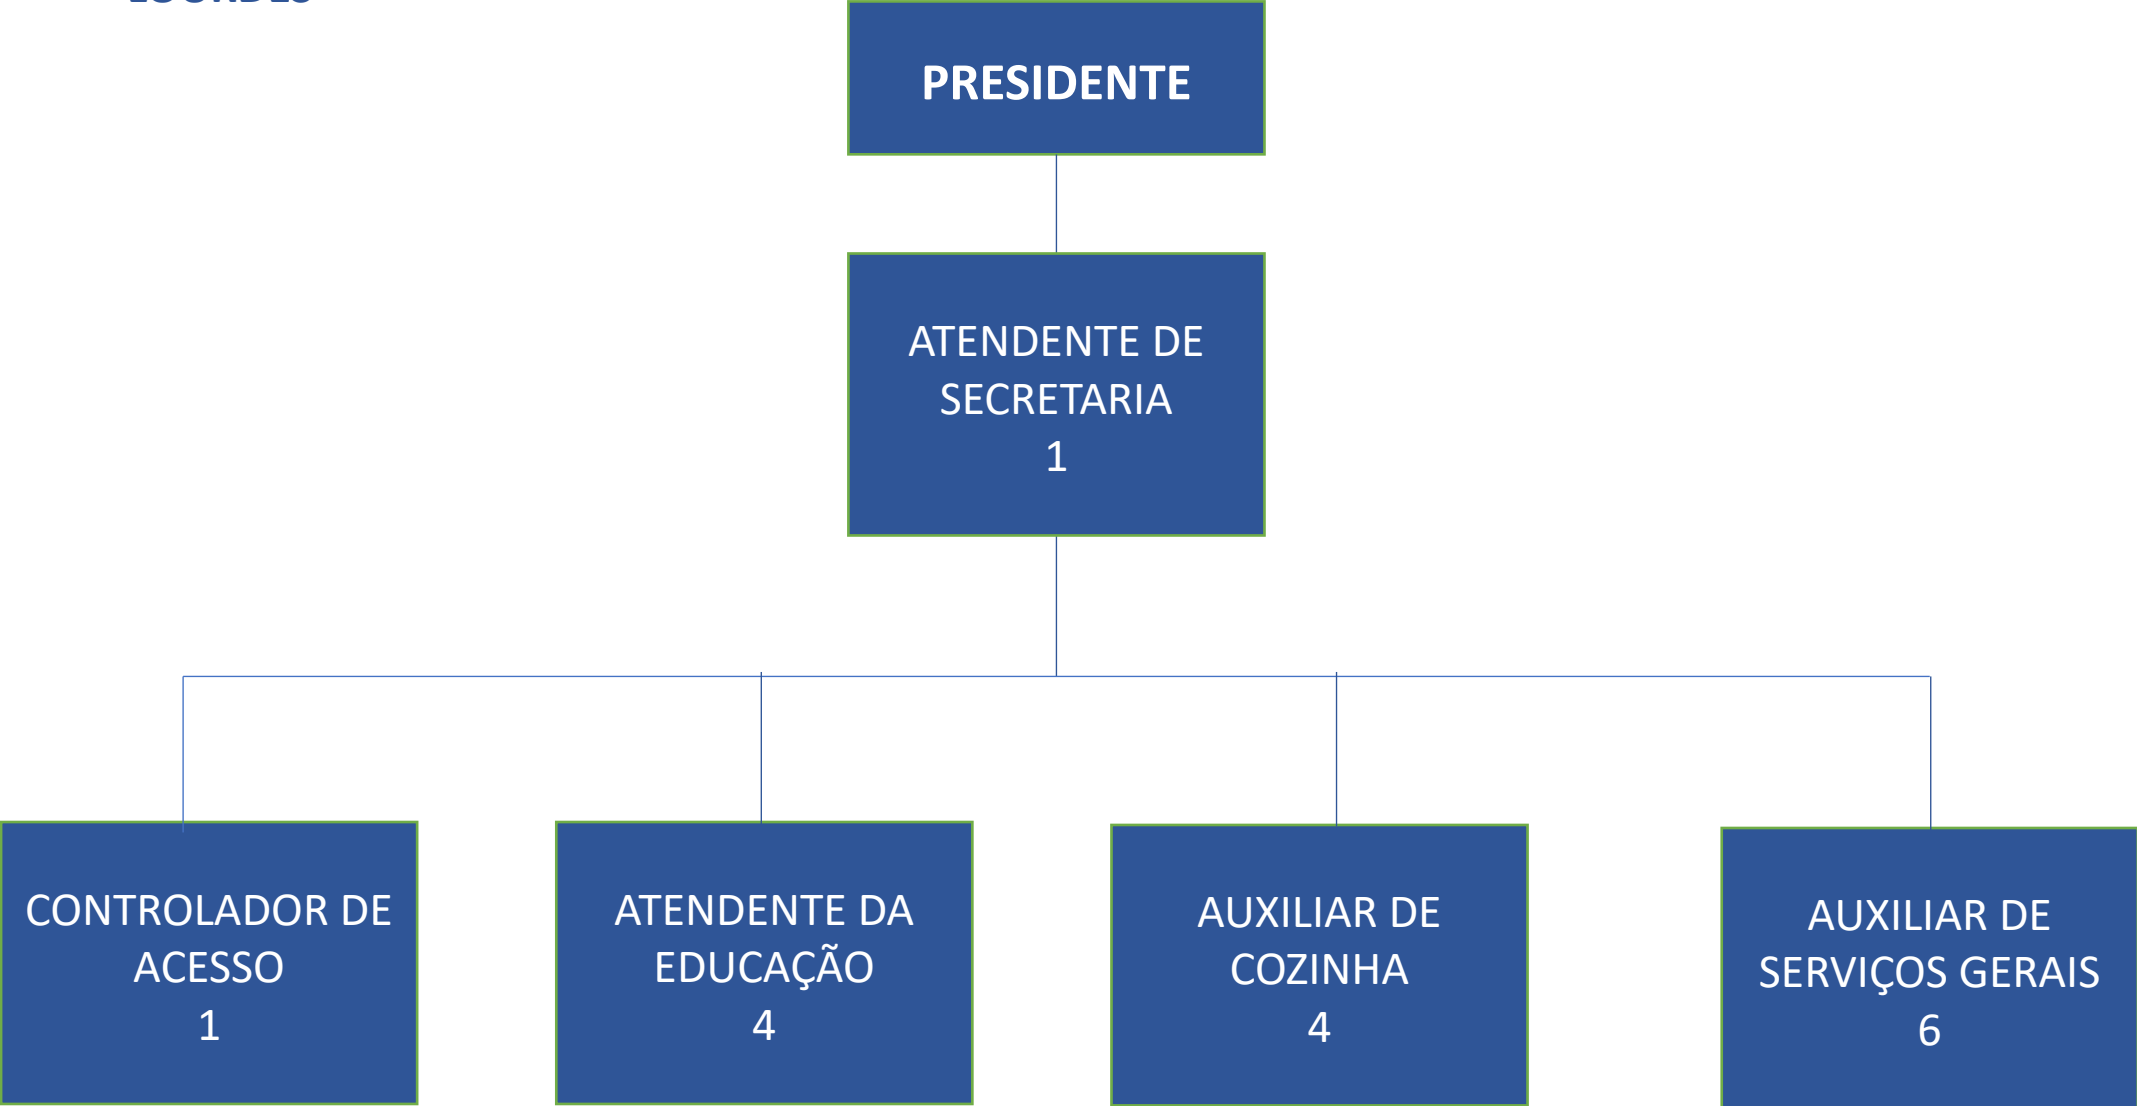 PRESIDENTE
ATENDENTE DE
SECRETARIA
1
CONTROLADOR DE
ACESSO
1
ATENDENTE DA
EDUCAÇÃO
4
AUXILIAR DE
COZINHA
4
AUXILIAR DE
SERVIÇOS GERAIS
6